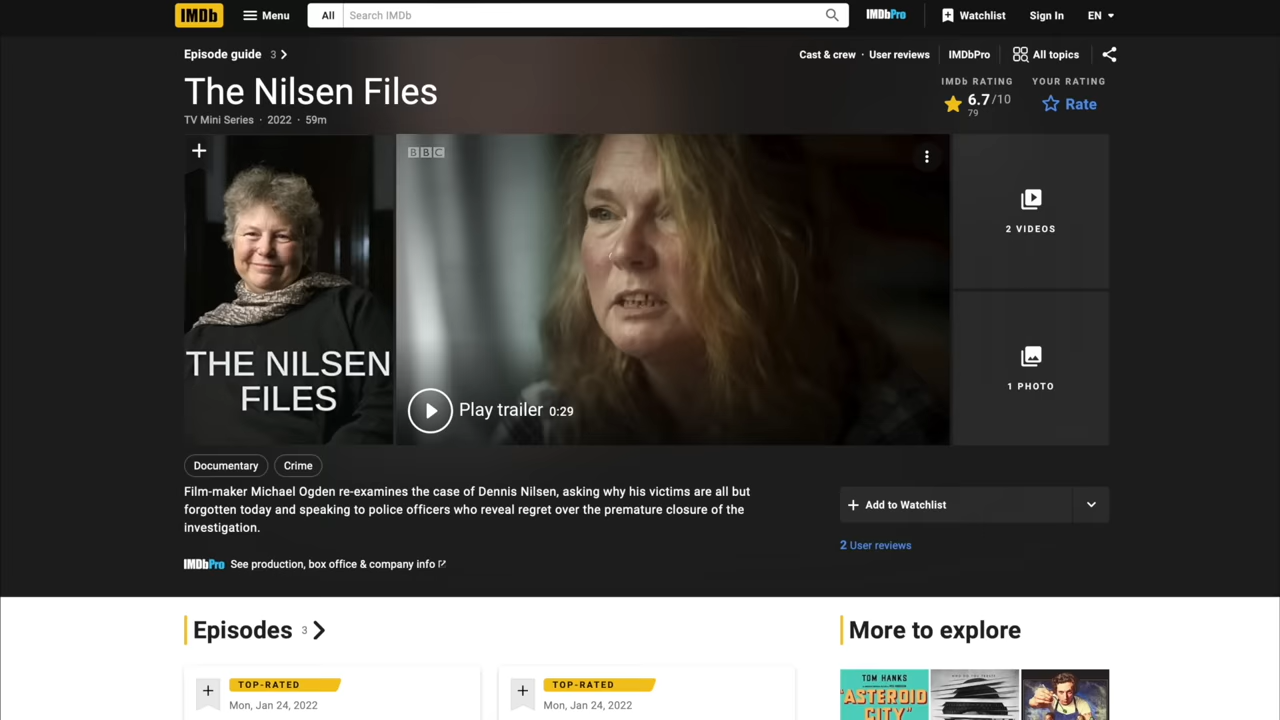 IMDb
Menu
All
Search IMDb
IMDbPro
Watchlist
Sign In
EN
Episode guide 3
Cast & crew · User reviews
IMDbPro
All topics
The Nilsen Files
TV Mini Series · 2022 · 59m
IMDb RATING
6.7/10
79
YOUR RATING
Rate
BBC
THE NILSEN
FILES
Play trailer 0:29
2 VIDEOS
1 PHOTO
Documentary
Crime
Film-maker Michael Ogden re-examines the case of Dennis Nilsen, asking why his victims are all but
forgotten today and speaking to police officers who reveal regret over the premature closure of the
investigation.
Add to Watchlist
2 User reviews
IMDbPro See production, box office & company info
Episodes 3
More to explore
TOP-RATED
Mon, Jan 24, 2022
TOP-RATED
Mon, Jan 24, 2022
TOM HANKS
"ASTEROID
CITY"